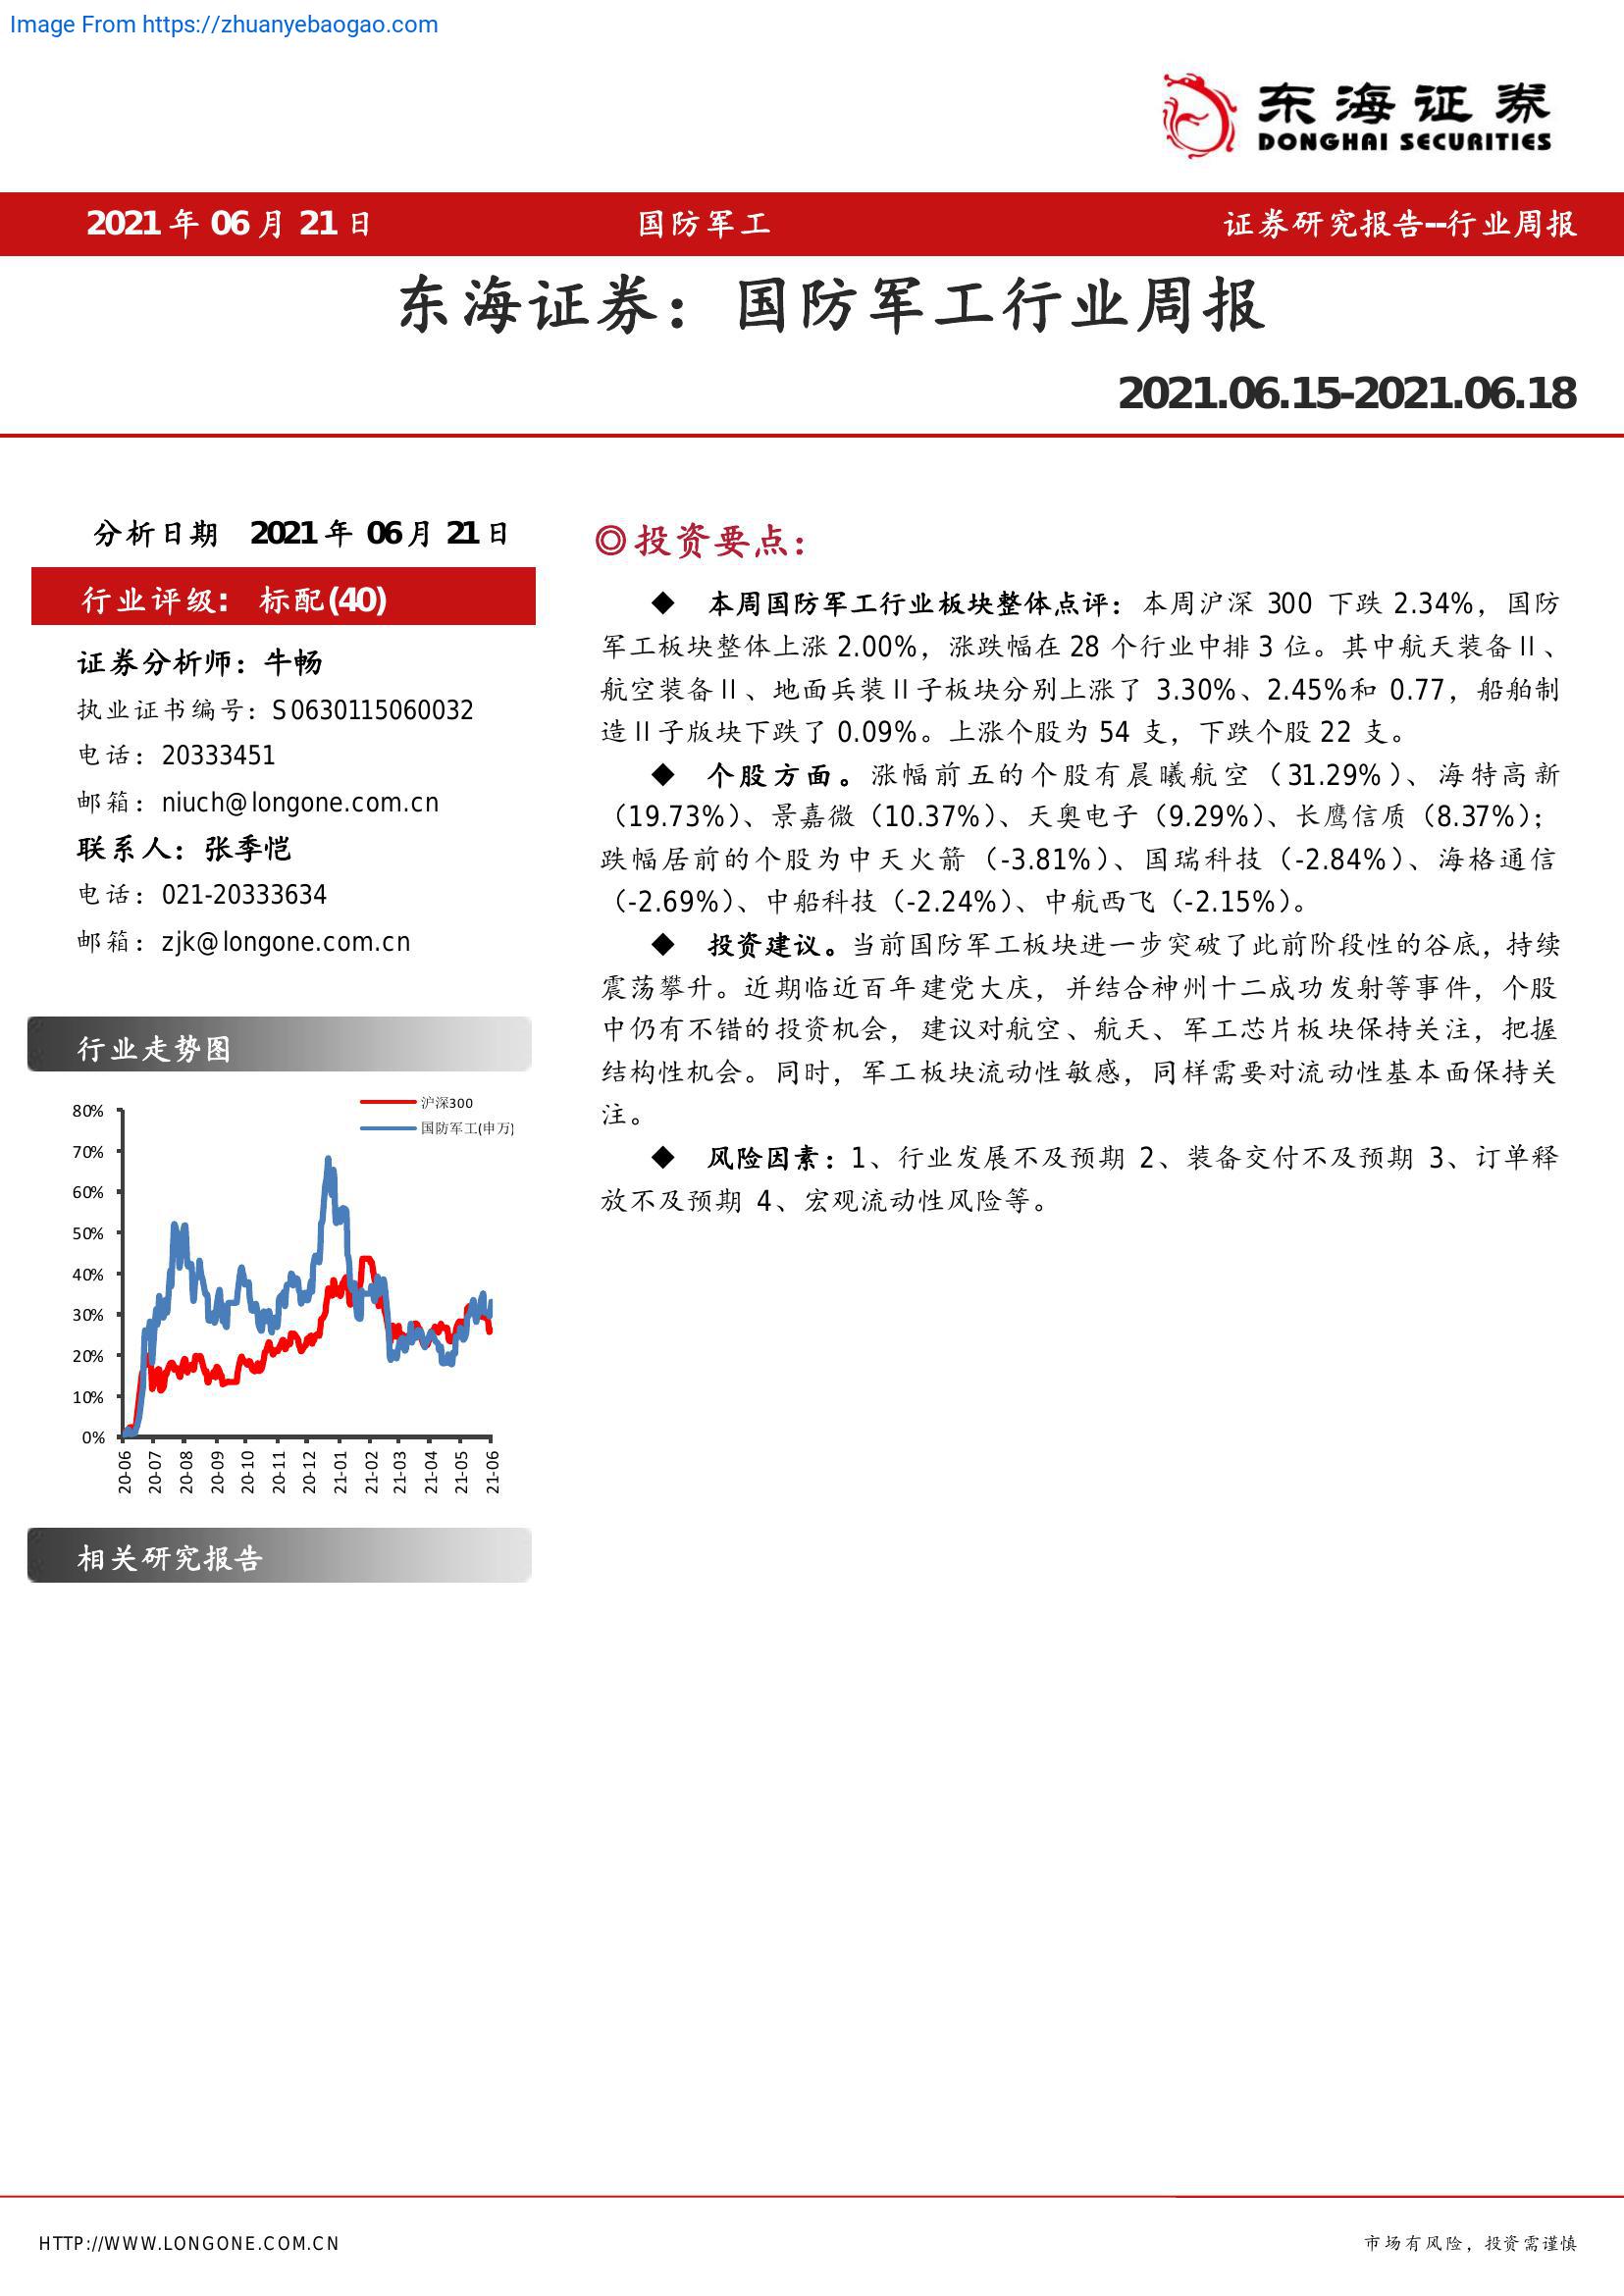 Image From https://zhuanyebaogao.com
东海证券
DONGHAI SECURITIES
2021 年 06 月 21 日 国防军工 证券研究报告--行业周报
东海证券：国防军工行业周报
2021.06.15-2021.06.18
分析日期 2021 年 06 月 21 日
行业评级: 标配(40)
证券分析师：牛畅
执业证书编号：S0630115060032
电话：20333451
邮箱：niuch@longone.com.cn
联系人：张季恺
电话：021-20333634
邮箱：zjk@longone.com.cn
行业走势图
沪深300
国防军工(申万)
80%
70%
60%
50%
40%
30%
20%
10%
0%
20-06
20-07
20-08
20-09
20-10
20-11
20-12
21-01
21-02
21-03
21-04
21-05
21-06
相关研究报告
◎投资要点：
◆ 本周国防军工行业板块整体点评：本周沪深 300 下跌 2.34%，国防
军工板块整体上涨 2.00%，涨跌幅在 28 个行业中排 3 位。其中航天装备Ⅱ、
航空装备Ⅱ、地面兵装Ⅱ子板块分别上涨了 3.30%、2.45%和 0.77，船舶制
造Ⅱ子版块下跌了 0.09%。上涨个股为 54 支，下跌个股 22 支。
◆ 个股方面。涨幅前五的个股有晨曦航空（31.29%）、海特高新
（19.73%）、景嘉微（10.37%）、天奥电子（9.29%）、长鹰信质（8.37%）；
跌幅居前的个股为中天火箭（-3.81%）、国瑞科技（-2.84%）、海格通信
（-2.69%）、中船科技（-2.24%）、中航西飞（-2.15%）。
◆ 投资建议。当前国防军工板块进一步突破了此前阶段性的谷底，持续
震荡攀升。近期临近百年建党大庆，并结合神州十二成功发射等事件，个股
中仍有不错的投资机会，建议对航空、航天、军工芯片板块保持关注，把握
结构性机会。同时，军工板块流动性敏感，同样需要对流动性基本面保持关
注。
◆ 风险因素：1、行业发展不及预期 2、装备交付不及预期 3、订单释
放不及预期 4、宏观流动性风险等。
HTTP://WWW.LONGONE.COM.CN 市场有风险，投资需谨慎